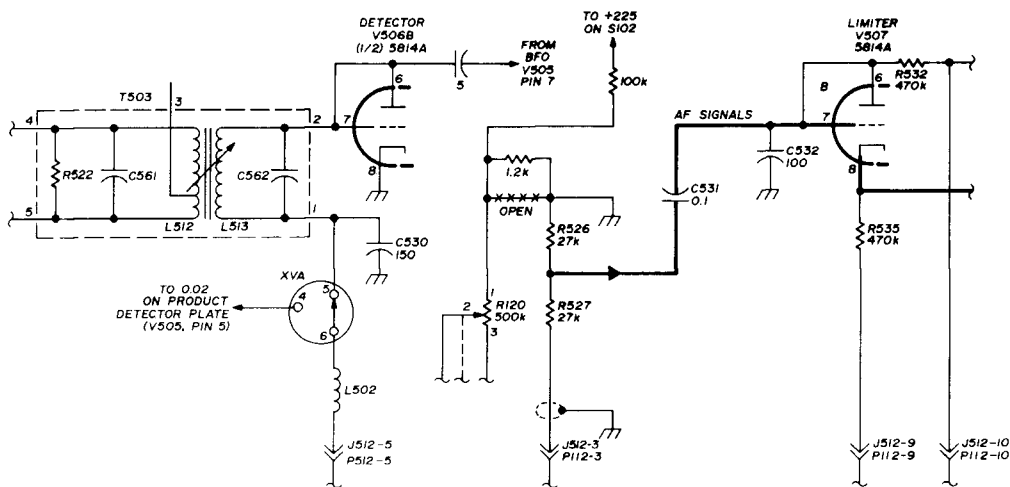 DETECTOR
V506B
(1/2) 5814A
6
7
8
5
FROM
BFO
V505
PIN 7
TO +225
ON S102
100k
LIMITER
V507
5814A
R532
470k
8
6
7
8
T503
3
4
5
2
1
R522
C561
L512
L513
C562
C530
150
XVA
5
4
6
TO 0.02
ON PRODUCT
DETECTOR PLATE
(V505, PIN 5)
L502
J512-5
P512-5
1.2k
OPEN
R526
27k
R527
27k
1
2
3
R120
500k
J512-3
P112-3
AF SIGNALS
C531
0.1
C532
100
R535
470k
J512-9
P112-9
J512-10
P112-10